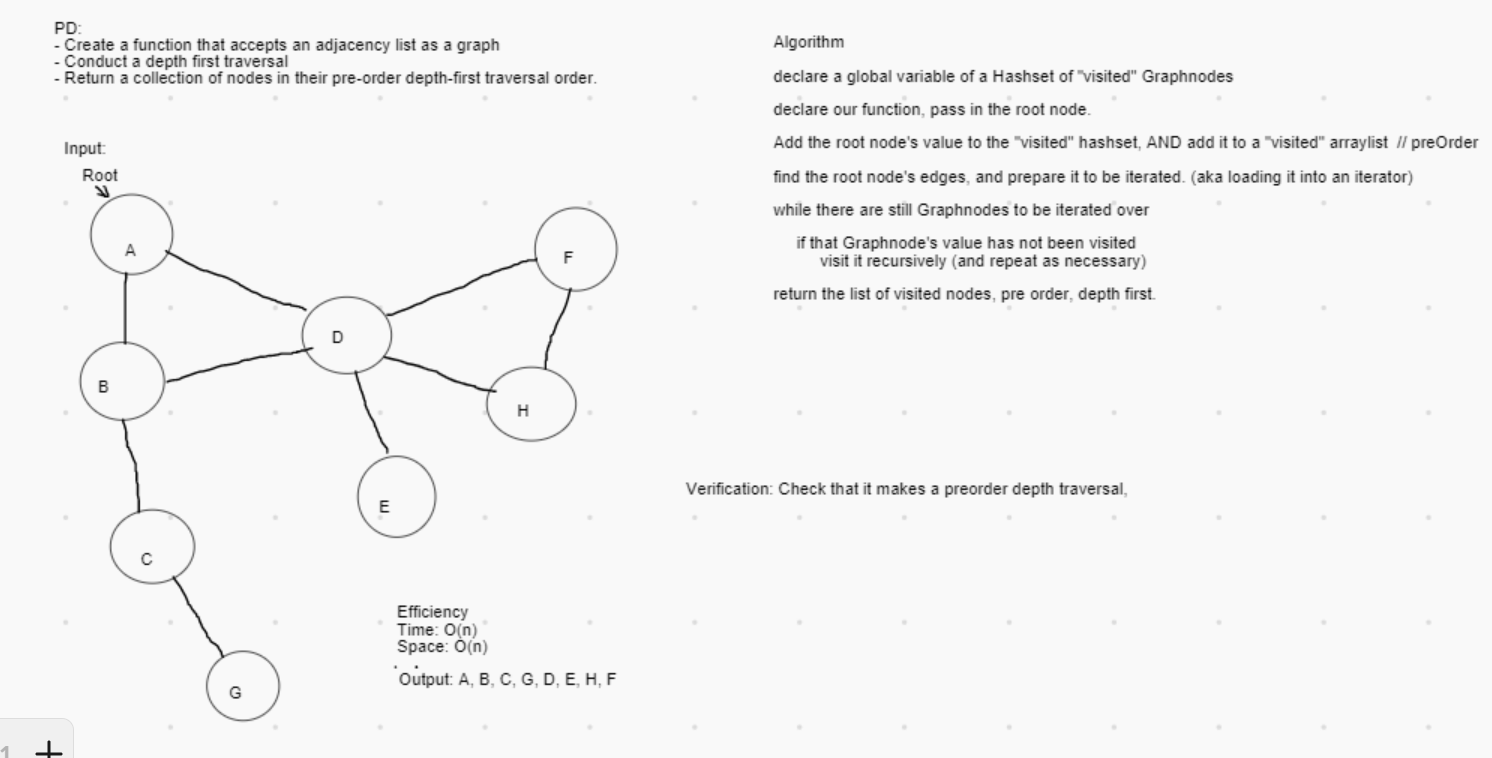 PD:
- Create a function that accepts an adjacency list as a graph
- Conduct a depth first traversal
- Return a collection of nodes in their pre-order depth-first traversal order.
Input:
Root
A
B
C
G
D
E
F
H
Efficiency
Time: O(n)
Space: O(n)
Output: A, B, C, G, D, E, H, F
Algorithm
declare a global variable of a Hashset of "visited" Graphnodes
declare our function, pass in the root node.
Add the root node's value to the "visited" hashset, AND add it to a "visited" arraylist // preOrder
find the root node's edges, and prepare it to be iterated. (aka loading it into an iterator)
while there are still Graphnodes to be iterated over
if that Graphnode's value has not been visited
visit it recursively (and repeat as necessary)
return the list of visited nodes, pre order, depth first.
Verification: Check that it makes a preorder depth traversal,
1